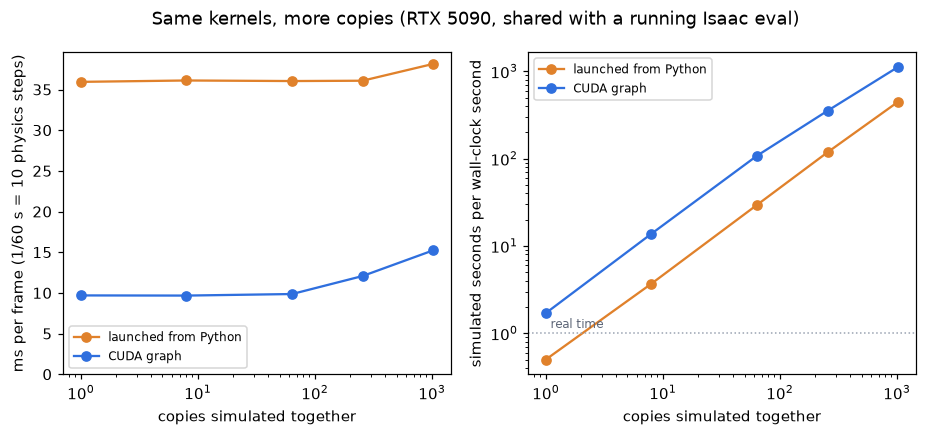 Same kernels, more copies (RTX 5090, shared with a running Isaac eval)
ms per frame (1/60 s = 10 physics steps)
35
30
25
20
15
10
5
0
launched from Python
CUDA graph
10⁰
10¹
10²
10³
copies simulated together
simulated seconds per wall-clock second
10³
10²
10¹
10⁰
launched from Python
CUDA graph
real time
10⁰
10¹
10²
10³
copies simulated together